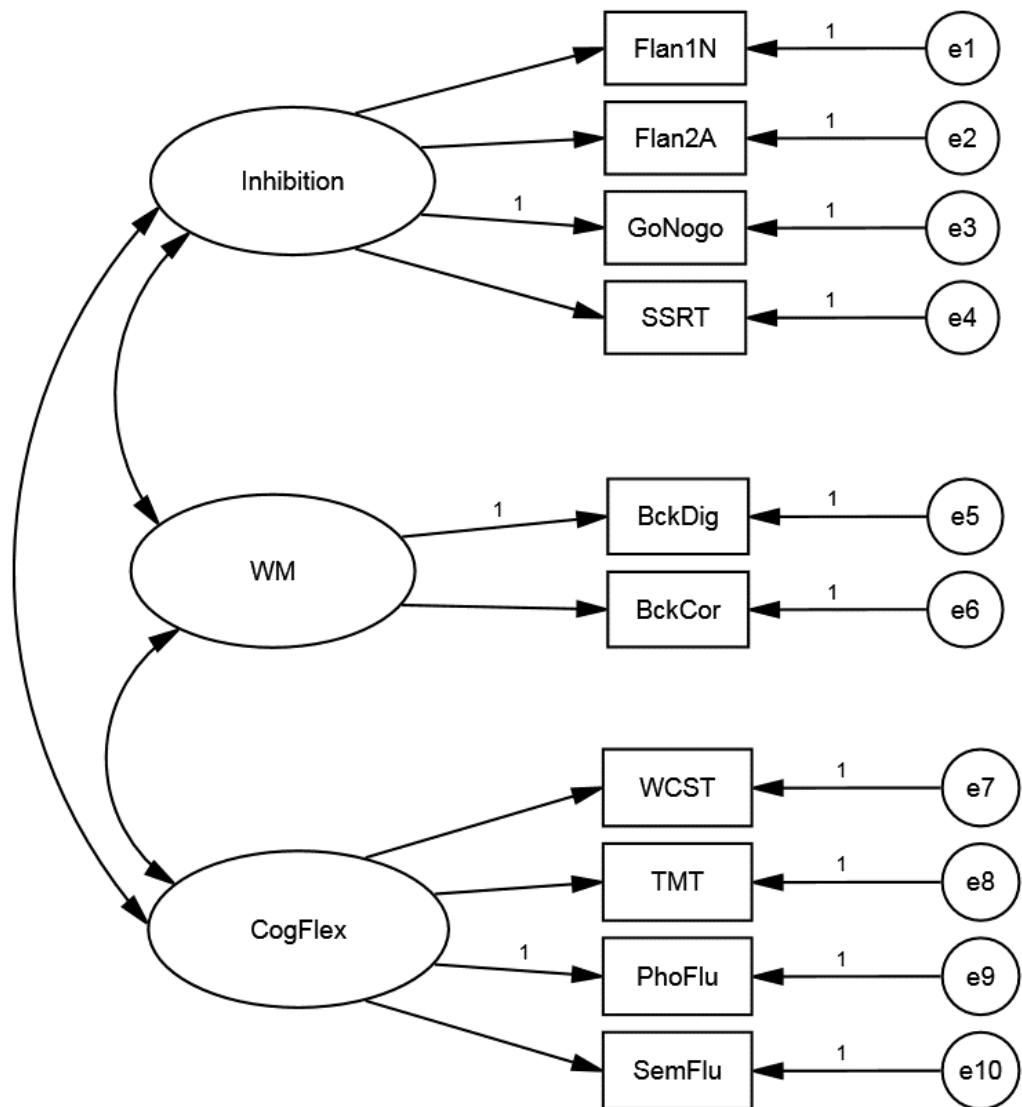 Flan1N
1
e1
Flan2A
1
e2
Inhibition
1
GoNogo
1
e3
SSRT
1
e4
1
BckDig
1
e5
WM
BckCor
1
e6
WCST
1
e7
TMT
1
e8
CogFlex
1
PhoFlu
1
e9
SemFlu
1
e10